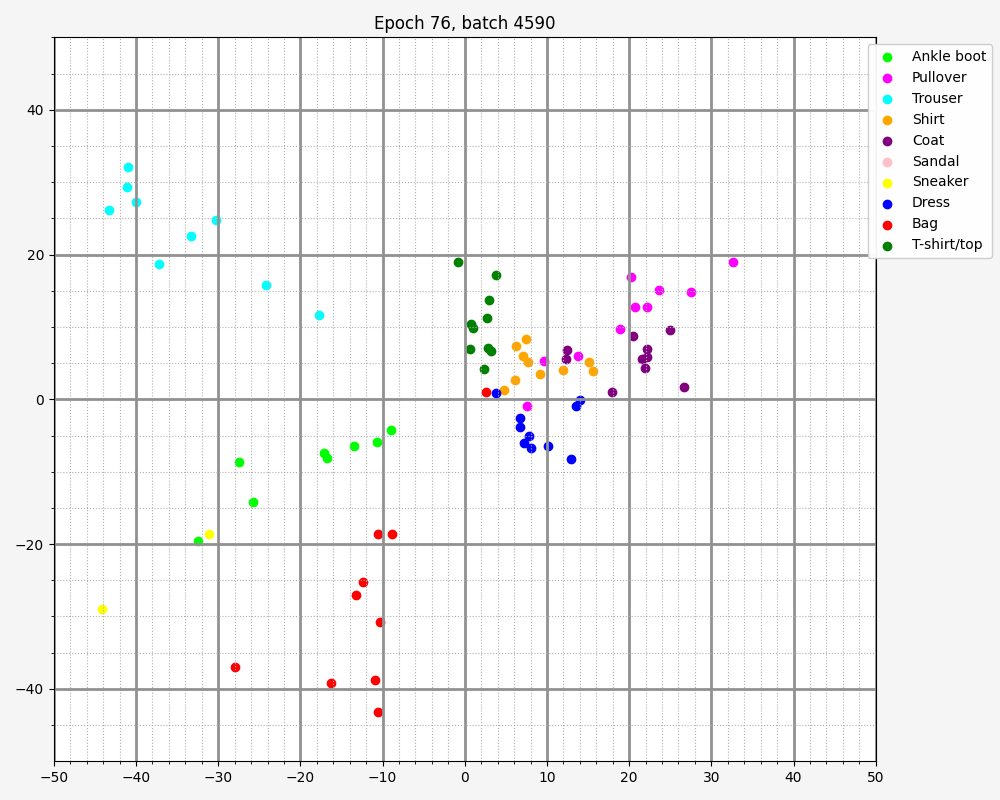 Epoch 76, batch 4590
Ankle boot
Pullover
Trouser
Shirt
Coat
Sandal
Sneaker
Dress
Bag
T-shirt/top
40
20
0
−20
−40
−50 −40 −30 −20 −10 0 10 20 30 40 50